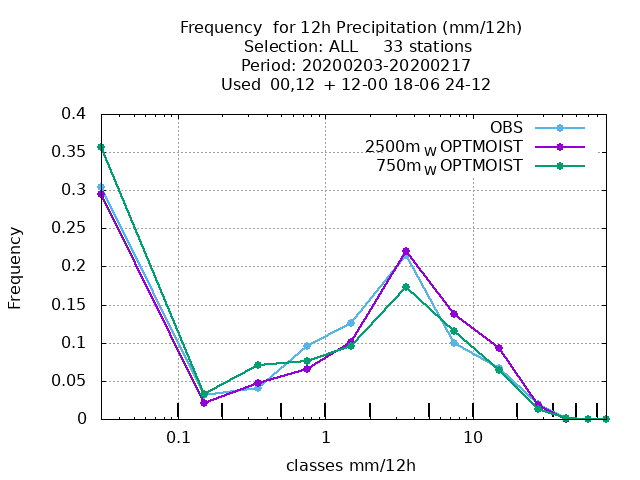 Frequency  for 12h Precipitation (mm/12h)
Selection: ALL     33 stations
Period: 20200203-20200217
Used  00,12  + 12-00 18-06 24-12
OBS
2500m W OPTMOIST
750m W OPTMOIST
0.4
0.35
0.3
0.25
0.2
0.15
0.1
0.05
0
Frequency
0.1 1 10
classes mm/12h